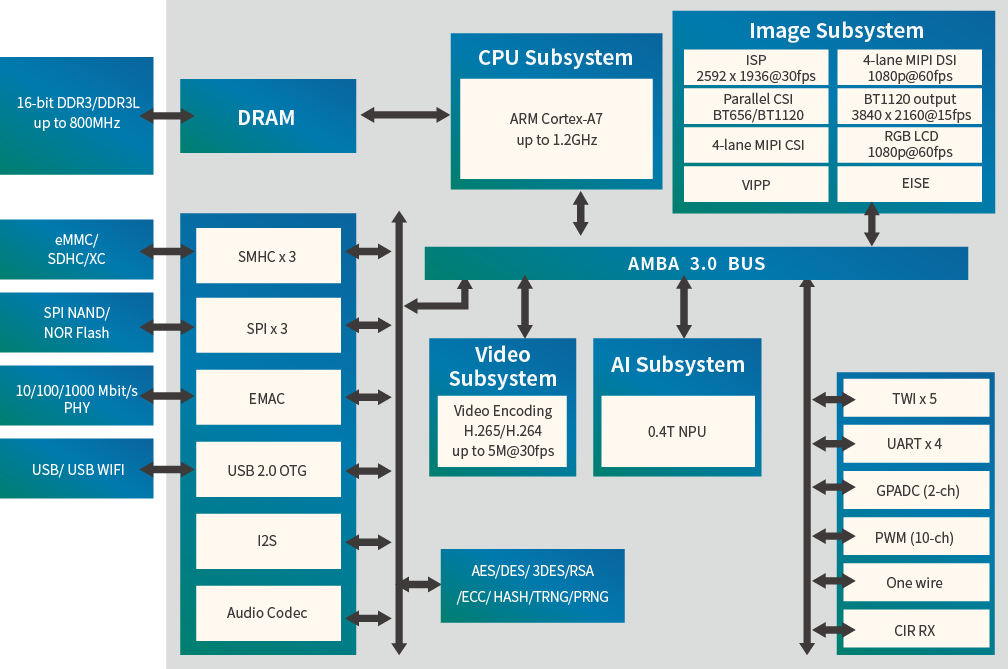 16-bit DDR3/DDR3L
up to 800MHz
DRAM
CPU Subsystem
ARM Cortex-A7
up to 1.2GHz
Image Subsystem
ISP
2592 x 1936@30fps
4-lane MIPI DSI
1080p@60fps
Parallel CSI
BT656/BT1120
BT1120 output
3840 x 2160@15fps
4-lane MIPI CSI
RGB LCD
1080p@60fps
VIPP
EISE
AMBA 3.0 BUS
eMMC/
SDHC/XC
SPI NAND/
NOR Flash
10/100/1000 Mbit/s
PHY
USB/ USB WIFI
SMHC x 3
SPI x 3
EMAC
USB 2.0 OTG
I2S
Audio Codec
Video
Subsystem
Video Encoding
H.265/H.264
up to 5M@30fps
AI Subsystem
0.4T NPU
AES/DES/ 3DES/RSA
/ECC/ HASH/TRNG/PRNG
TWI x 5
UART x 4
GPADC (2-ch)
PWM (10-ch)
One wire
CIR RX